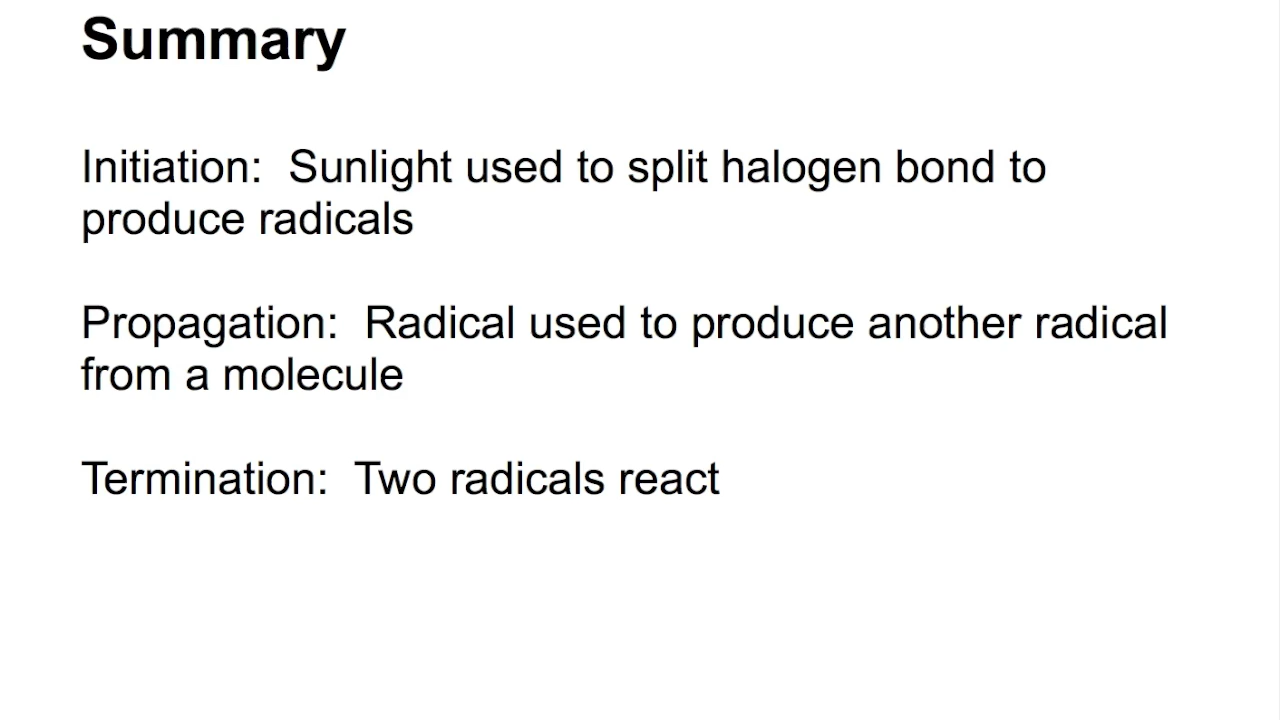 Summary
Initiation:  Sunlight used to split halogen bond to
produce radicals
Propagation:  Radical used to produce another radical
from a molecule
Termination:  Two radicals react